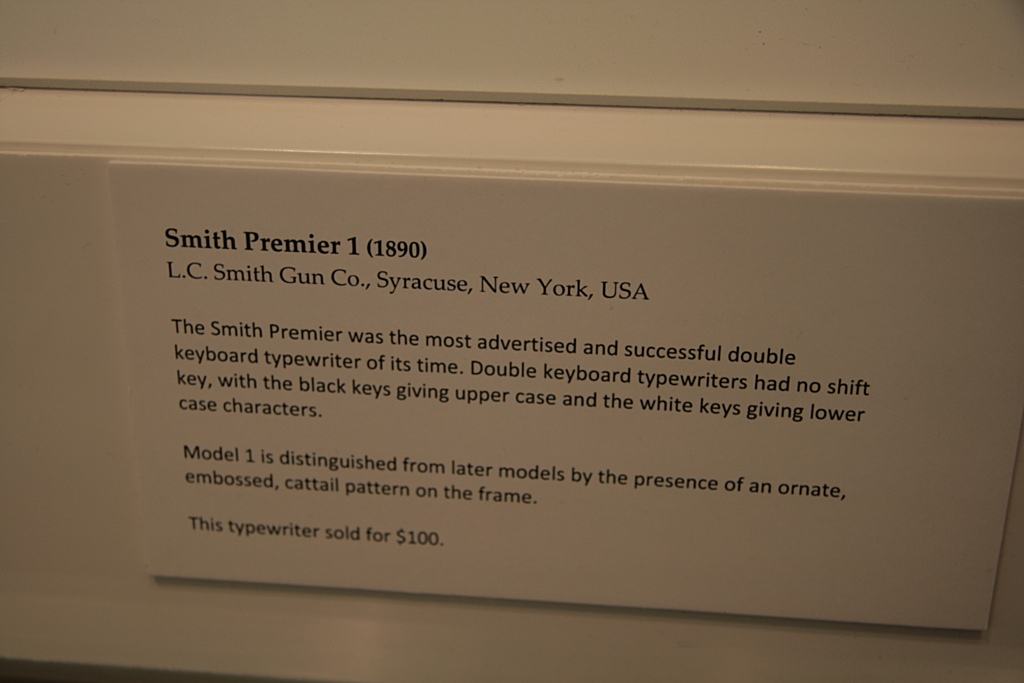 Smith Premier 1 (1890)
L.C. Smith Gun Co., Syracuse, New York, USA
The Smith Premier was the most advertised and successful double
keyboard typewriter of its time. Double keyboard typewriters had no shift
key, with the black keys giving upper case and the white keys giving lower
case characters.
Model 1 is distinguished from later models by the presence of an ornate,
embossed, cattail pattern on the frame.
This typewriter sold for $100.